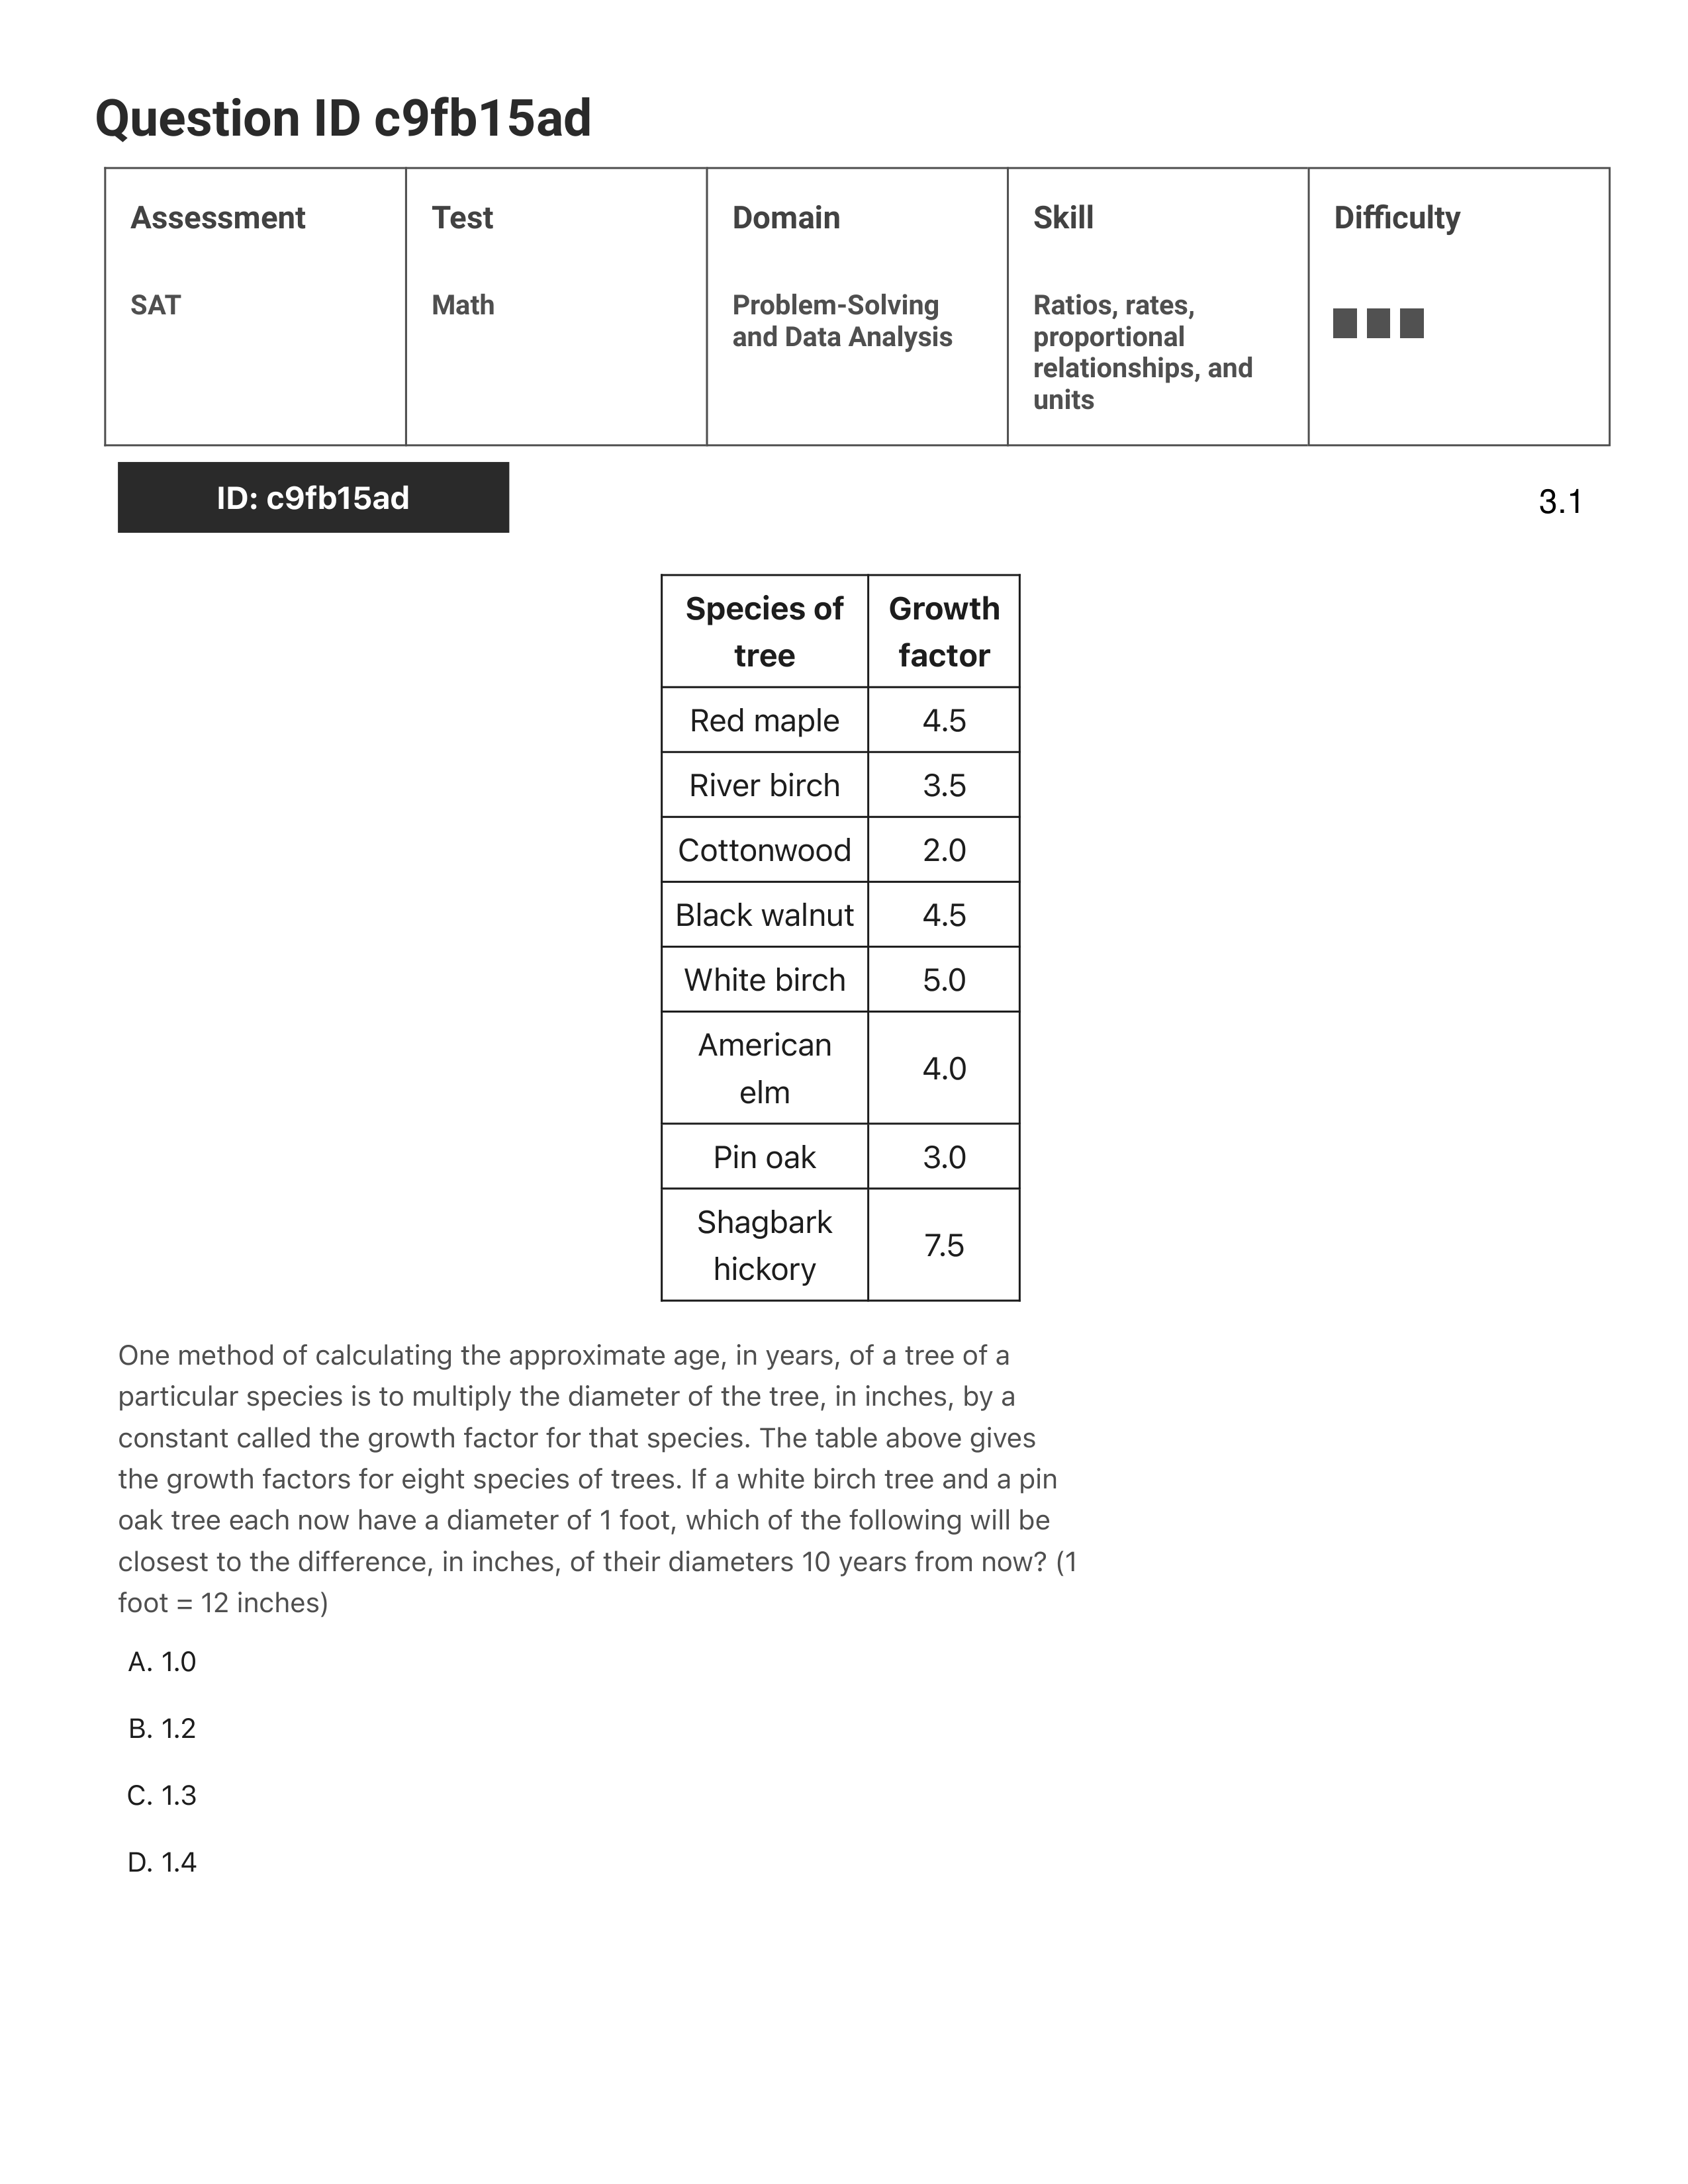 Question ID c9fb15ad
Assessment Test Domain Skill Difficulty
SAT Math Problem-Solving and Data Analysis Ratios, rates, proportional relationships, and units
ID: c9fb15ad 3.1
Species of tree Growth factor
Red maple 4.5
River birch 3.5
Cottonwood 2.0
Black walnut 4.5
White birch 5.0
American elm 4.0
Pin oak 3.0
Shagbark hickory 7.5
One method of calculating the approximate age, in years, of a tree of a
particular species is to multiply the diameter of the tree, in inches, by a
constant called the growth factor for that species. The table above gives
the growth factors for eight species of trees. If a white birch tree and a pin
oak tree each now have a diameter of 1 foot, which of the following will be
closest to the difference, in inches, of their diameters 10 years from now? (1
foot = 12 inches)
A. 1.0
B. 1.2
C. 1.3
D. 1.4